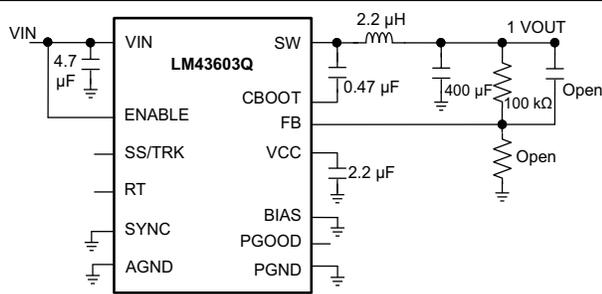 VIN
4.7
µF
VIN
ENABLE
SS/TRK
RT
SYNC
AGND
LM43603Q
SW
CBOOT
FB
VCC
BIAS
PGOOD
PGND
2.2 µH
0.47 µF
400 µF
1 VOUT
100 kΩ
Open
Open
2.2 µF